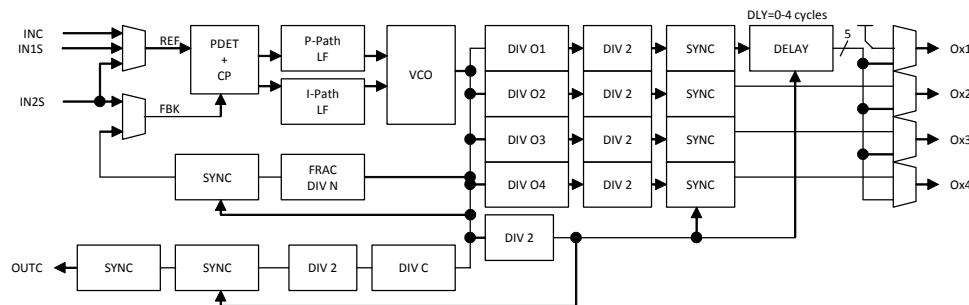 DLY=0-4 cycles
INC
IN1S
REF
PDET
+
CP
P-Path
LF
I-Path
LF
VCO
DIV O1
DIV 2
SYNC
DELAY
5
Ox1
IN2S
FBK
DIV O2
DIV 2
SYNC
Ox2
DIV O3
DIV 2
SYNC
Ox3
SYNC
FRAC
DIV N
DIV O4
DIV 2
SYNC
Ox4
DIV 2
OUTC
SYNC
SYNC
DIV 2
DIV C